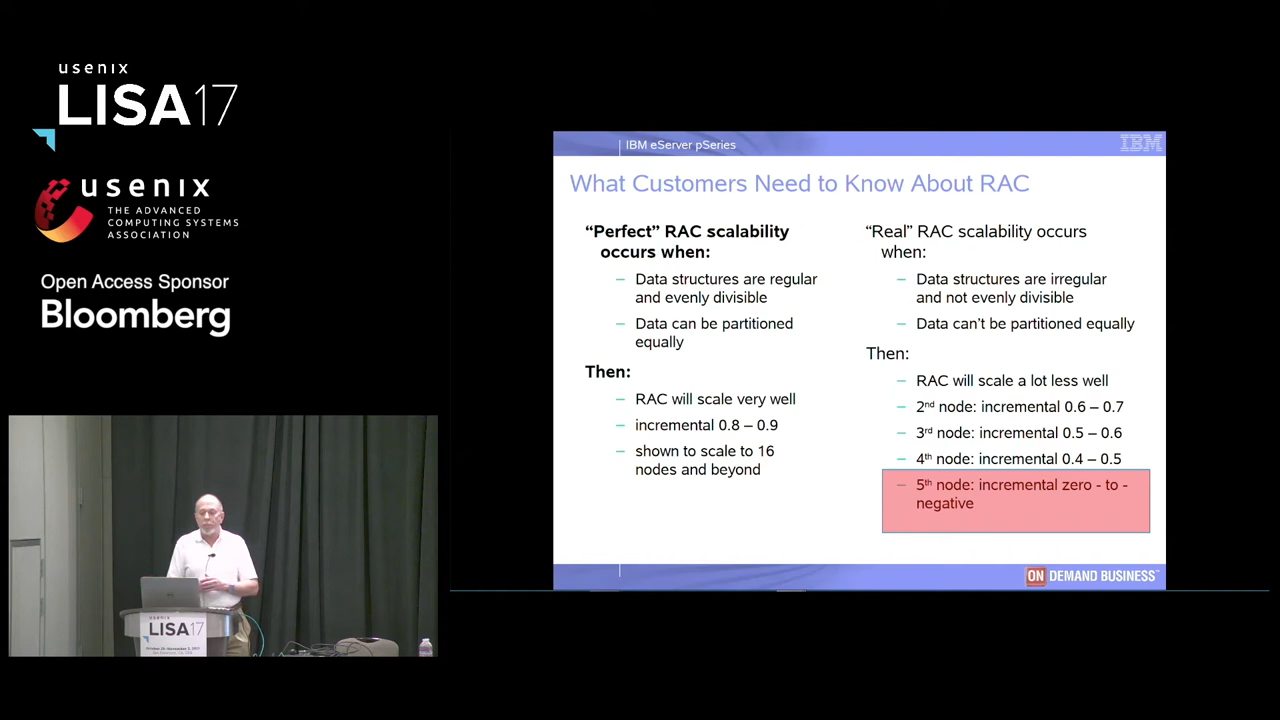 usenix
LISA17
usenix
THE ADVANCED
COMPUTING SYSTEMS
ASSOCIATION
Open Access Sponsor
Bloomberg
IBM eServer pSeries
IBM
What Customers Need to Know About RAC
“Perfect” RAC scalability
occurs when:
– Data structures are regular
and evenly divisible
– Data can be partitioned
equally
Then:
– RAC will scale very well
– incremental 0.8 – 0.9
– shown to scale to 16
nodes and beyond
“Real” RAC scalability occurs
when:
– Data structures are irregular
and not evenly divisible
– Data can’t be partitioned equally
Then:
– RAC will scale a lot less well
– 2nd node: incremental 0.6 – 0.7
– 3rd node: incremental 0.5 – 0.6
– 4th node: incremental 0.4 – 0.5
– 5th node: incremental zero - to -
negative
ON DEMAND BUSINESS™
usenix
LISA17